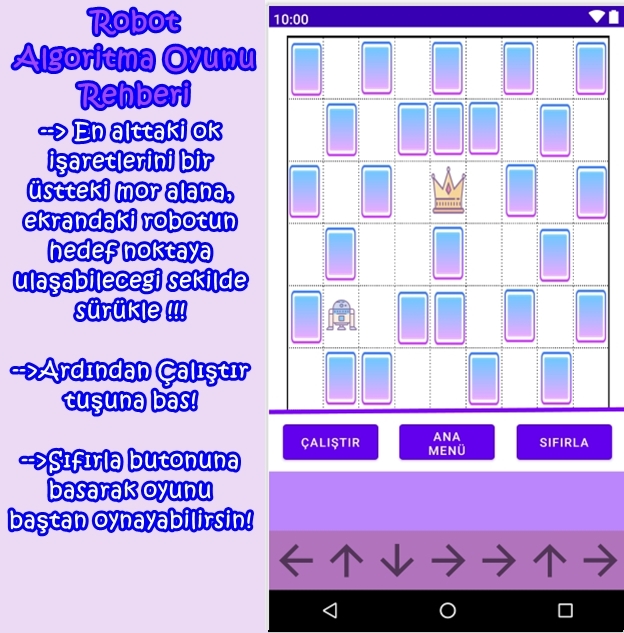 Robot
Algoritma Oyunu
Rehberi
--> En alttaki ok
işaretlerini bir
üstteki mor alana,
ekrandaki robotun
hedef noktaya
ulaşabilecegi sekilde
sürükle !!!
-->Ardından Çalıştır
tuşuna bas!
-->Sıfırla butonuna
basarak oyunu
baştan oynayabilirsin!
10:00
ÇALIŞTIR
ANA
MENÜ
SIFIRLA